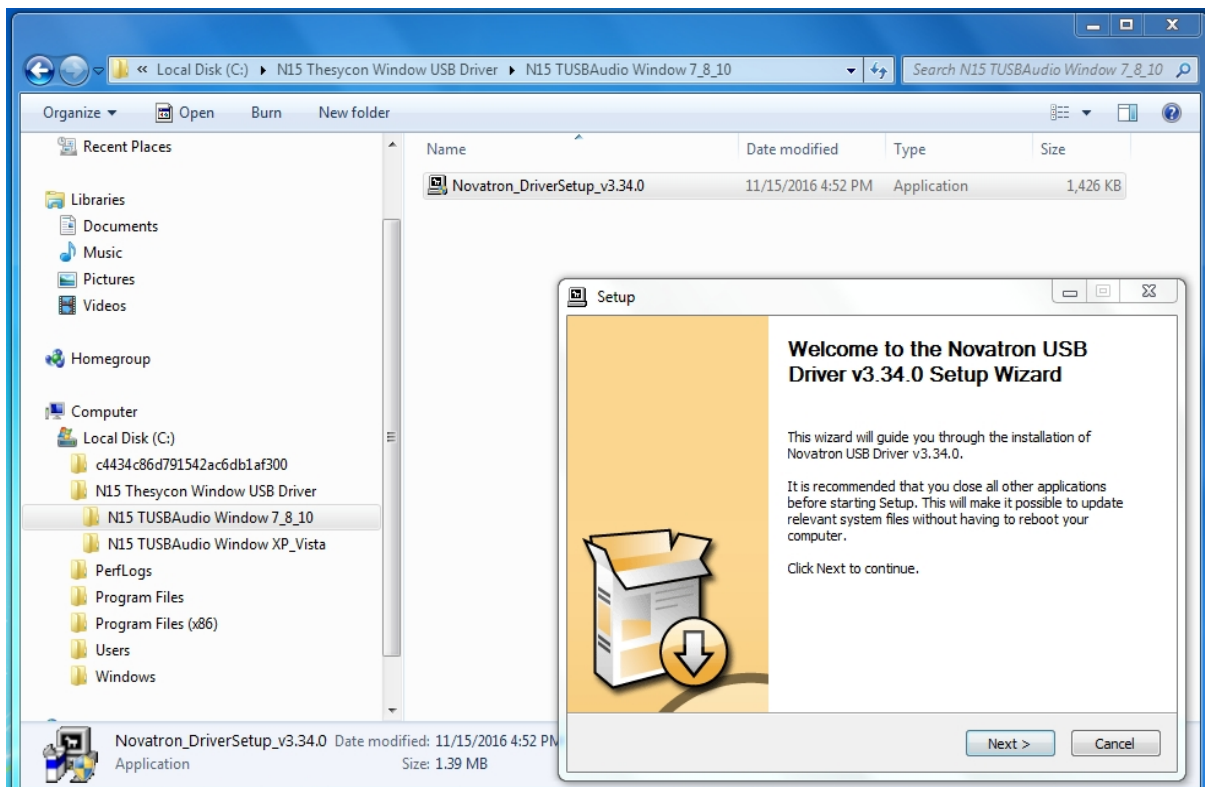 « Local Disk (C:) ▸ N15 Thesycon Window USB Driver ▸ N15 TUSBAudio Window 7_8_10
Search N15 TUSBAudio Window 7_8_10
Organize Open Burn New folder
Recent Places
Libraries
Documents
Music
Pictures
Videos
Homegroup
Computer
Local Disk (C:)
c4434c86d791542ac6db1af300
N15 Thesycon Window USB Driver
N15 TUSBAudio Window 7_8_10
N15 TUSBAudio Window XP_Vista
PerfLogs
Program Files
Program Files (x86)
Users
Windows
Name Date modified Type Size
Novatron_DriverSetup_v3.34.0 11/15/2016 4:52 PM Application 1,426 KB
Setup
Welcome to the Novatron USB
Driver v3.34.0 Setup Wizard
This wizard will guide you through the installation of
Novatron USB Driver v3.34.0.
It is recommended that you close all other applications
before starting Setup. This will make it possible to update
relevant system files without having to reboot your
computer.
Click Next to continue.
Next > Cancel
Novatron_DriverSetup_v3.34.0 Date modified: 11/15/2016 4:52 PM
Application Size: 1.39 MB